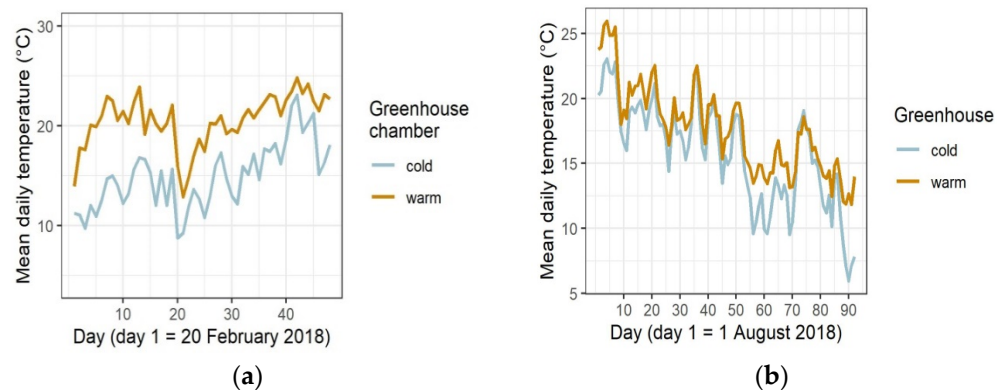 Mean daily temperature (°C)
30
20
10
10 20 30 40
Day (day 1 = 20 February 2018)
Greenhouse
chamber
cold
warm
(a)
Mean daily temperature (°C)
25
20
15
10
5
10 20 30 40 50 60 70 80 90
Day (day 1 = 1 August 2018)
Greenhouse
cold
warm
(b)